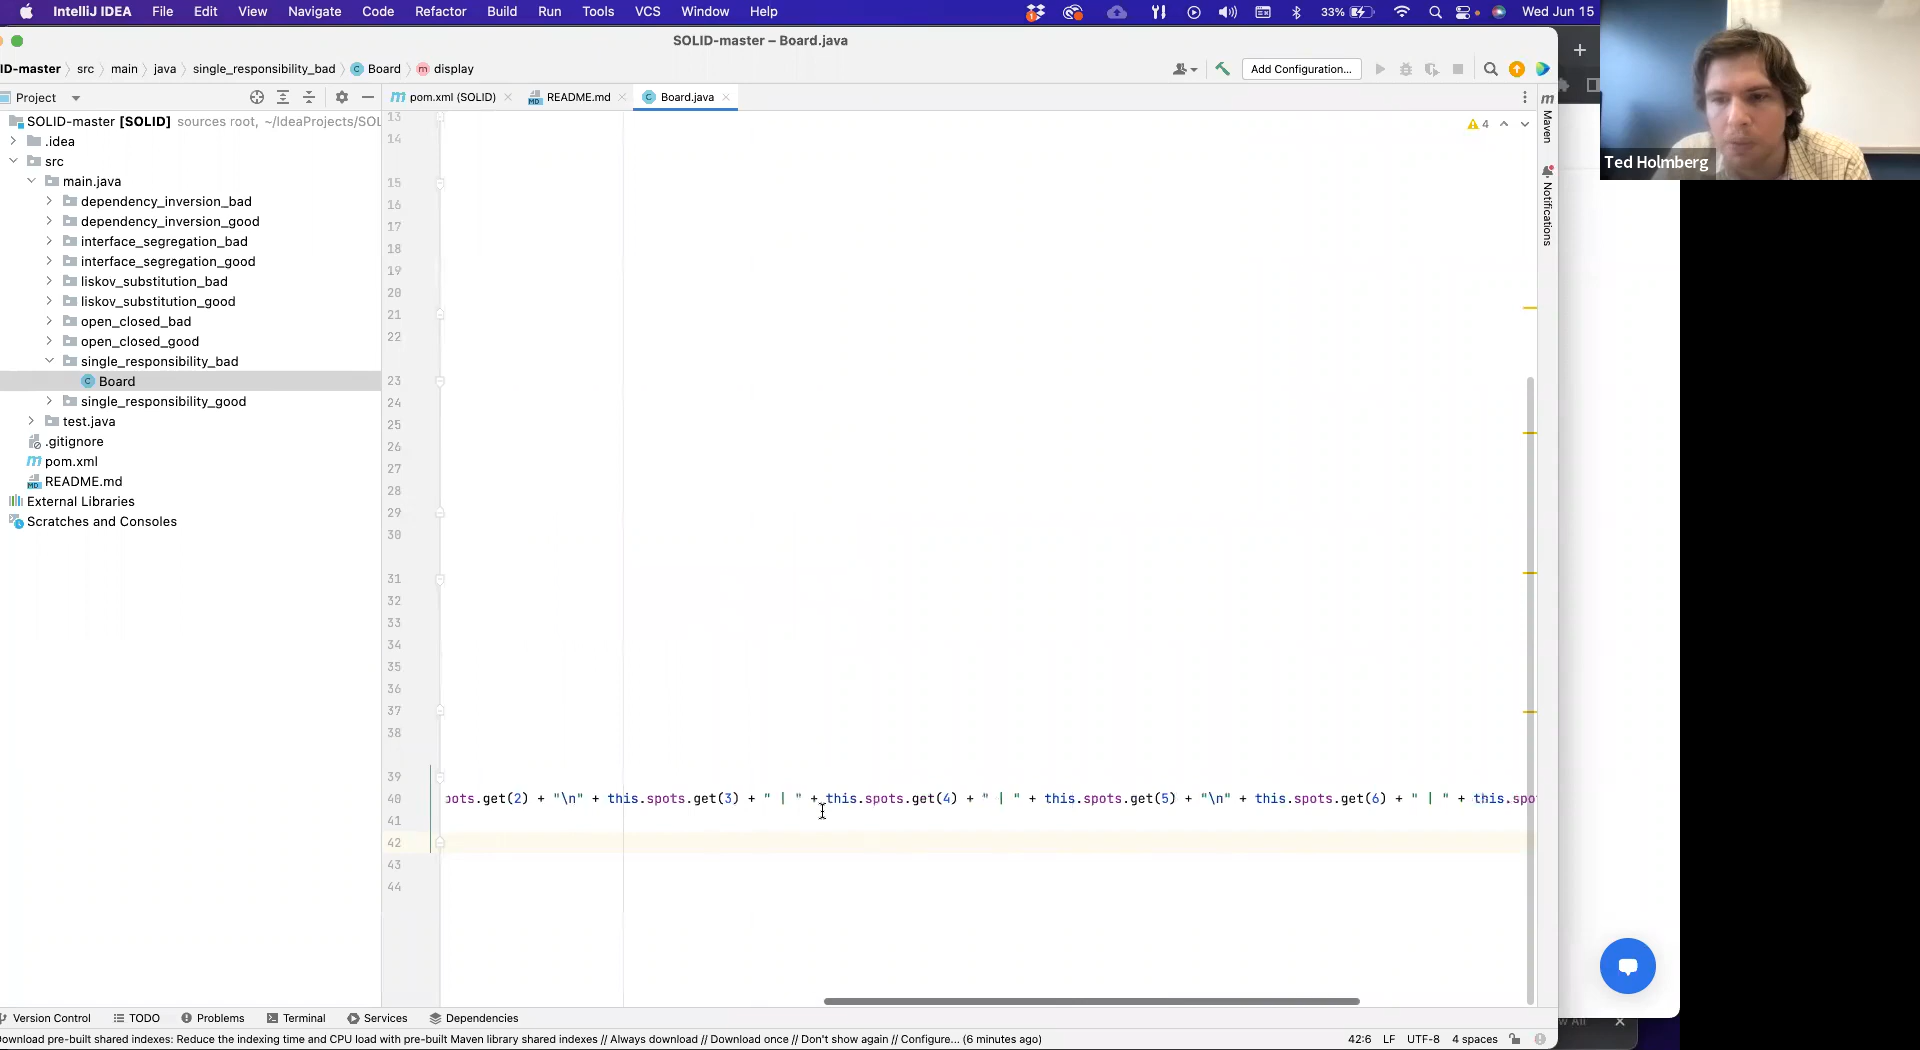 IntelliJ IDEA File Edit View Navigate Code Refactor Build Run Tools VCS Window Help 1 33% Wed Jun 15
SOLID-master – Board.java
ID-master src main java single_responsibility_bad Board display Add Configuration...
Project pom.xml (SOLID) README.md Board.java
SOLID-master [SOLID] sources root, ~/IdeaProjects/SOL
.idea
src
main.java
dependency_inversion_bad
dependency_inversion_good
interface_segregation_bad
interface_segregation_good
liskov_substitution_bad
liskov_substitution_good
open_closed_bad
open_closed_good
single_responsibility_bad
Board
single_responsibility_good
test.java
.gitignore
pom.xml
README.md
External Libraries
Scratches and Consoles
13
14
15
16
17
18
19
20
21
22
23
24
25
26
27
28
29
30
31
32
33
34
35
36
37
38
39
40 pots.get(2) + "\n" + this.spots.get(3) + " | " + this.spots.get(4) + " | " + this.spots.get(5) + "\n" + this.spots.get(6) + " | " + this.spo
41
42
43
44
4
Maven
Notifications
Ted Holmberg
Version Control TODO Problems Terminal Services Dependencies
ownload pre-built shared indexes: Reduce the indexing time and CPU load with pre-built Maven library shared indexes // Always download // Download once // Don't show again // Configure... (6 minutes ago) 42:6 LF UTF-8 4 spaces